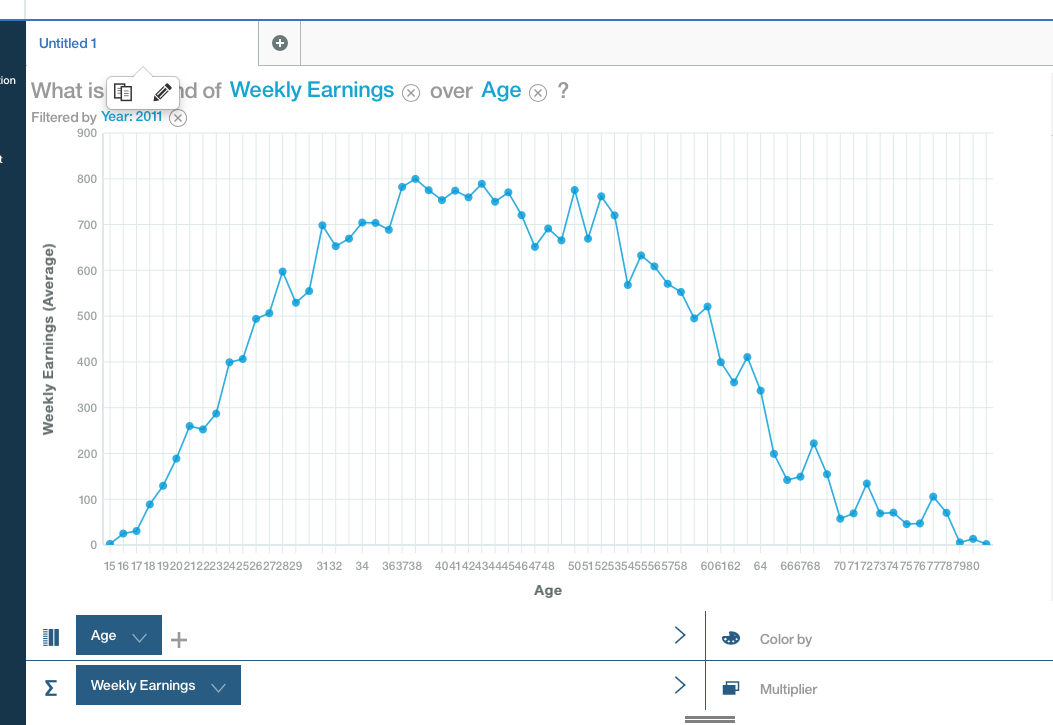 Untitled 1
ion
What is nd of Weekly Earnings over Age ?
Filtered by Year: 2011
t
900
800
700
600
500
400
300
200
100
0
Weekly Earnings (Average)
15 16 17 18 19 20 21 22 23 24 25 26 27 28 29 31 32 34 36 37 38 40 41 42 43 44 45 46 47 48 50 51 52 53 54 55 56 57 58 60 61 62 64 66 67 68 70 71 72 73 74 75 76 77 78 79 80
Age
Age
Color by
Σ Weekly Earnings
Multiplier